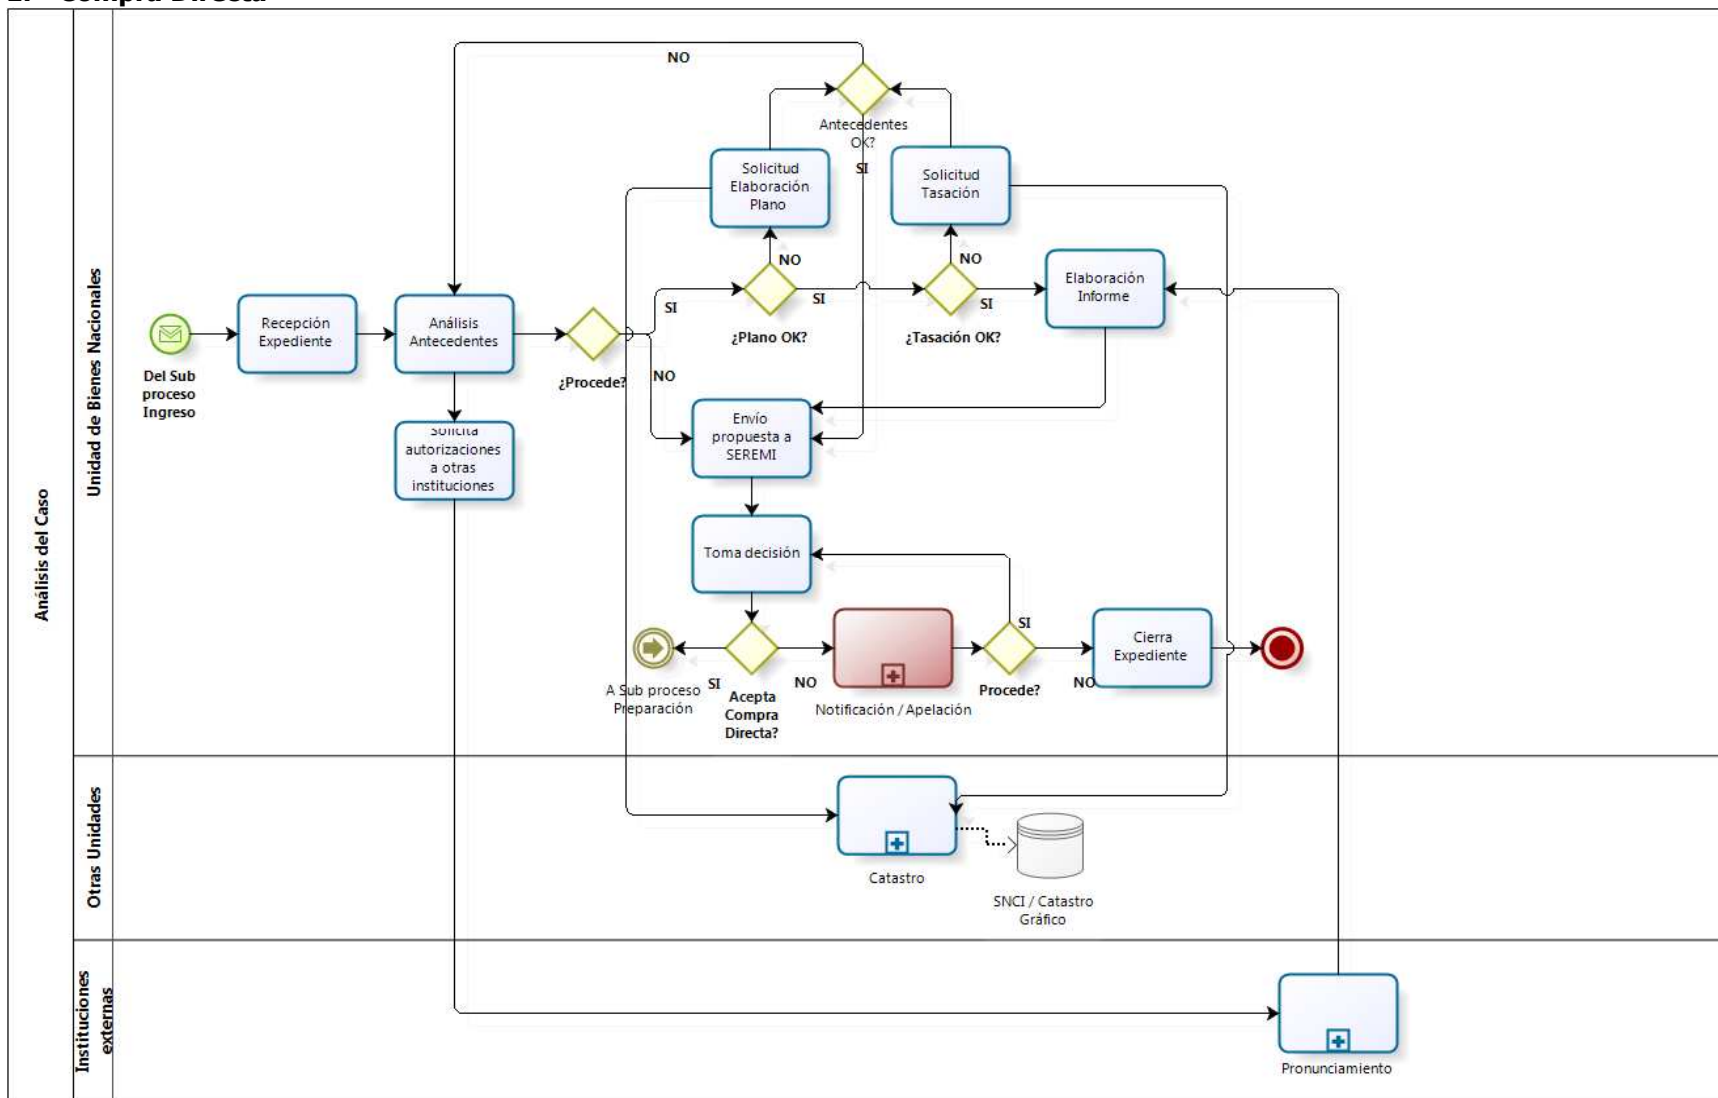 Compra Directa
NO
Antecedentes
OK?
SI
Solicitud
Elaboración
Plano
Solicitud
Tasación
NO
NO
Elaboración
Informe
SI
SI
SI
¿Plano OK?
¿Tasación OK?
Recepción
Expediente
Análisis
Antecedentes
Del Sub
proceso
Ingreso
¿Procede?
NO
Solicita
autorizaciones
a otras
instituciones
Envío
propuesta a
SEREMI
Toma decisión
SI
Cierra
Expediente
A Sub proceso
Preparación
SI
Acepta
Compra
Directa?
NO
Notificación / Apelación
Procede?
NO
Catastro
SNCI / Catastro
Gráfico
Pronunciamiento
Análisis del Caso
Unidad de Bienes Nacionales
Otras Unidades
Instituciones
externas